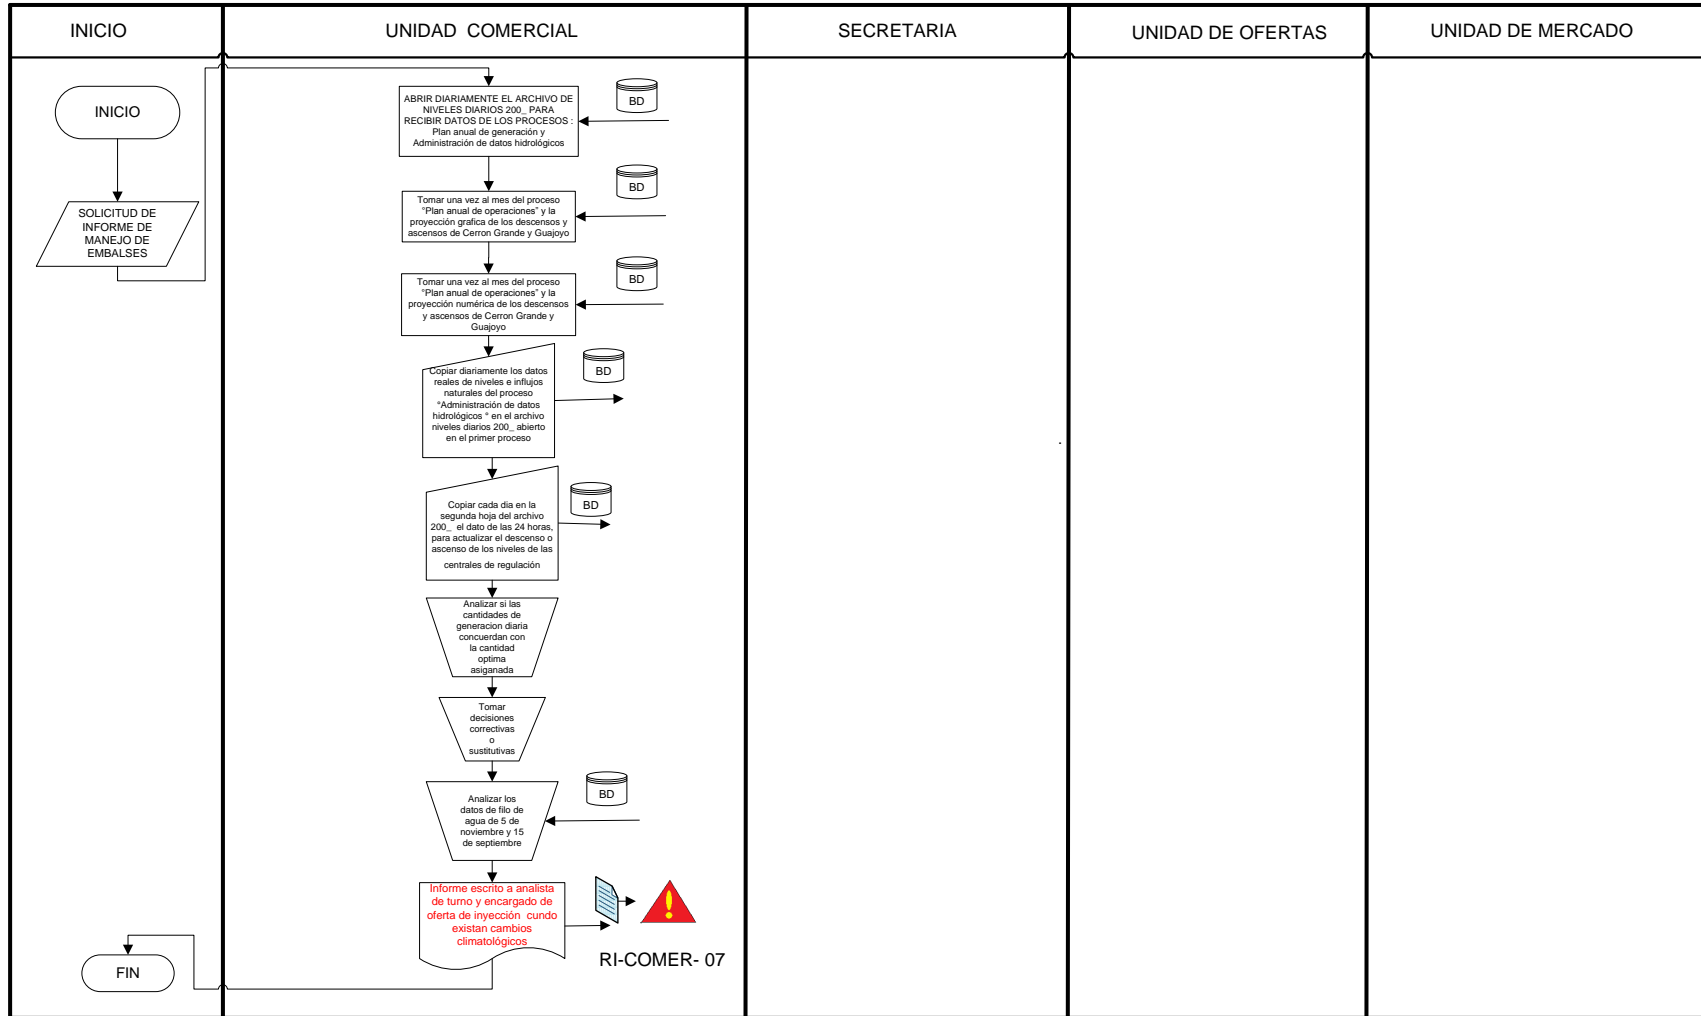 INICIO
UNIDAD  COMERCIAL
SECRETARIA
UNIDAD DE OFERTAS
UNIDAD DE MERCADO
INICIO
SOLICITUD DE
INFORME DE
MANEJO DE
EMBALSES
ABRIR DIARIAMENTE EL ARCHIVO DE
NIVELES DIARIOS 200_ PARA
RECIBIR DATOS DE LOS PROCESOS :
Plan anual de generación y
Administración de datos hidrológicos
BD
Tomar una vez al mes del proceso
“Plan anual de operaciones” y la
proyección grafica de los descensos y
ascensos de Cerron Grande y Guajoyo
BD
Tomar una vez al mes del proceso
“Plan anual de operaciones” y la
proyección numérica de los descensos
y ascensos de Cerron Grande y
Guajoyo
BD
Copiar diariamente los datos
reales de niveles e influjos
naturales del proceso
“Administración de datos
hidrológicos “ en el archivo
niveles diarios 200_ abierto
en el primer proceso
BD
Copiar cada dia en la
segunda hoja del archivo
200_  el dato de las 24 horas,
para actualizar el descenso o
ascenso de los niveles de las
centrales de regulación
BD
Analizar si las
cantidades de
generacion diaria
concuerdan con
la cantidad
optima
asiganada
Tomar
decisiones
correctivas
o
sustitutivas
Analizar los
datos de filo de
agua de 5 de
noviembre y 15
de septiembre
BD
Informe escrito a analista
de turno y encargado de
oferta de inyección  cundo
existan cambios
climatológicos
RI-COMER- 07
FIN